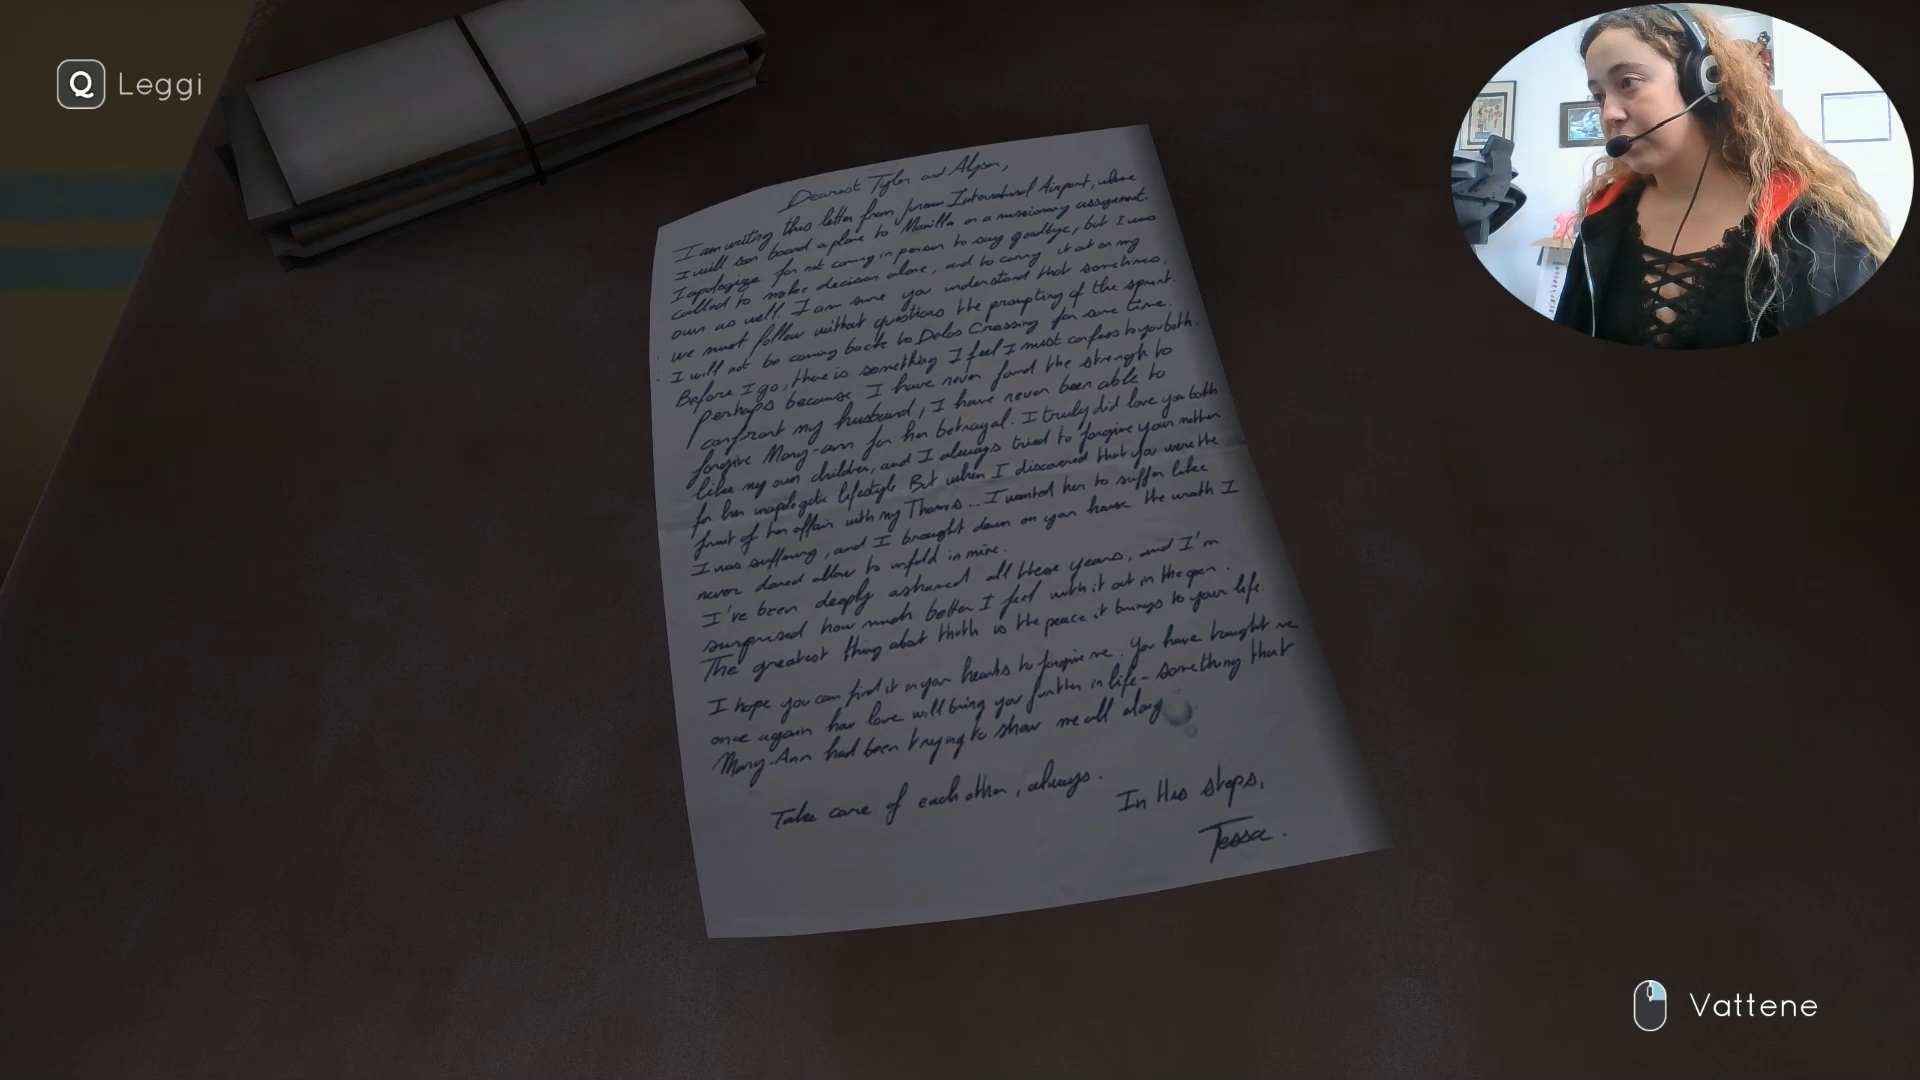 Q Leggi
Dearest Tyler and Alyson,
I am writing this letter from Juneau International Airport, where
I will soon board a plane to Manilla on a missionary assignment.
I apologize for not coming in person to say goodbye, but I was
called to make decision alone, and to carry it out on my
own as well. I am sure you understand that sometimes,
we must follow without questions the prompting of the spirit.
I will not be coming back to Delos Crossing for some time.
Before I go, there is something I feel I must confess to you both.
Perhaps because I have never found the strength to
confront my husband, I have never been able to
forgive Mary-ann for her betrayal. I truly did love you both
like my own children, and I always tried to forgive your mother
for her unapologetic lifestyle. But when I discovered that you were the
fruit of her affair with my Thomas... I wanted her to suffer like
I was suffering, and I brought down on your house the wrath I
never dared allow to unfold in mine.
I've been deeply ashamed all these years, and I'm
surprised how much better I feel with it out in the open.
The greatest thing about truth is the peace it brings to your life.
I hope you can find it in your hearts to forgive me. You have taught me
once again how love will bring you further in life - something that
Mary-Ann had been trying to show me all along
Take care of each other, always.
In His steps,
Tessa.
Vattene